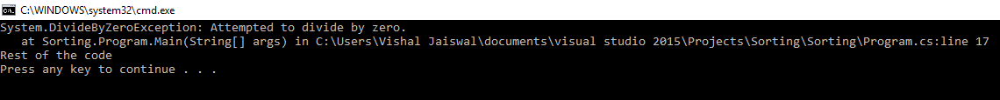 C:\WINDOWS\system32\cmd.exe
System.DivideByZeroException: Attempted to divide by zero.
   at Sorting.Program.Main(String[] args) in C:\Users\Vishal Jaiswal\documents\visual studio 2015\Projects\Sorting\Sorting\Program.cs:line 17
Rest of the code
Press any key to continue . . .